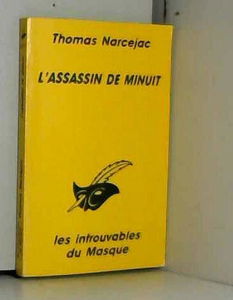 Thomas Narcejac
L'ASSASSIN DE MINUIT
les introuvables
du Masque